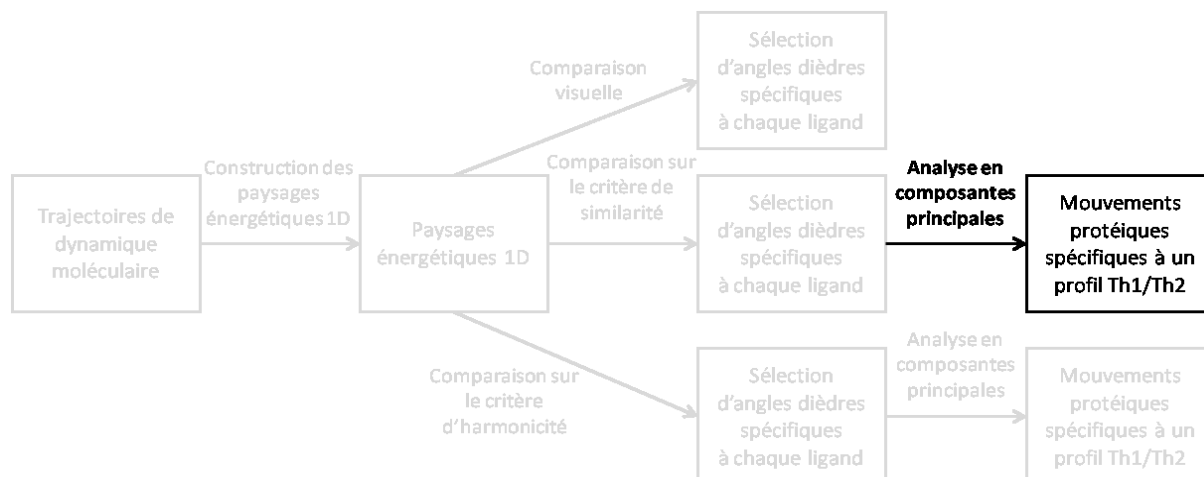 Sélection
d'angles dièdres
spécifiques
à chaque ligand
Comparaison
visuelle
Construction des
paysages
énergétiques 1D
Comparaison sur
le critère de
similarité
Analyse en
composantes
principales
Trajectoires de
dynamique
moléculaire
Paysages
énergétiques 1D
Sélection
d'angles dièdres
spécifiques
à chaque ligand
Mouvements
protéiques
spécifiques à un
profil Th1/Th2
Comparaison sur
le critère
d'harmonicité
Sélection
d'angles dièdres
spécifiques
à chaque ligand
Analyse en
composantes
principales
Mouvements
protéiques
spécifiques à un
profil Th1/Th2